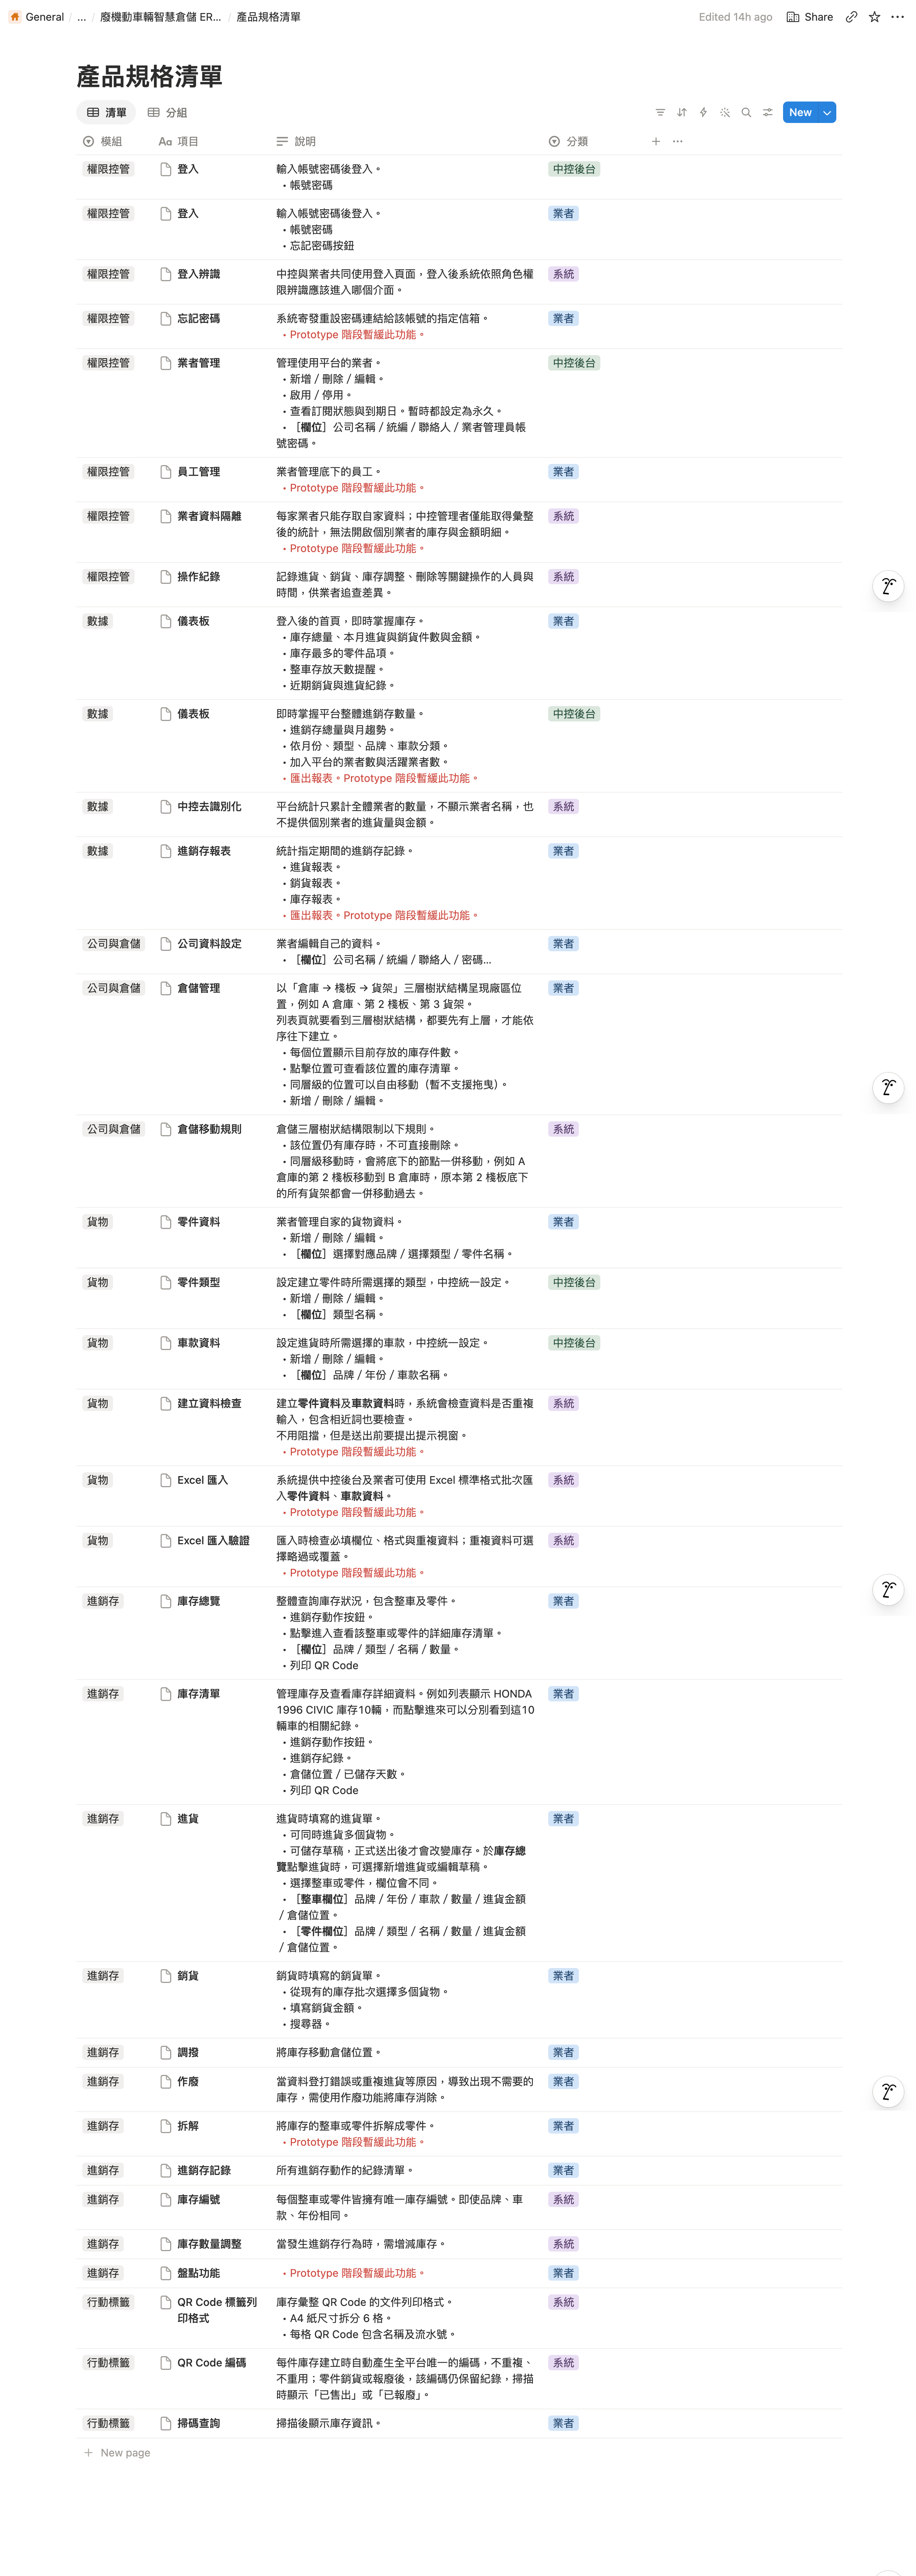 General / ... / 廢機動車輛智慧倉儲 ER... / 產品規格清單
Edited 14h ago Share
產品規格清單
清單 分組
New
模組 Aa 項目 說明 分類
權限控管 登入 輸入帳號密碼後登入。 中控後台
• 帳號密碼
權限控管 登入 輸入帳號密碼後登入。 業者
• 帳號密碼
• 忘記密碼按鈕
權限控管 登入辨識 中控與業者共同使用登入頁面，登入後系統依照角色權 系統
限辨識應該進入哪個介面。
權限控管 忘記密碼 系統寄發重設密碼連結給該帳號的指定信箱。 業者
• Prototype 階段暫緩此功能。
權限控管 業者管理 管理使用平台的業者。 中控後台
• 新增 / 刪除 / 編輯。
• 啟用 / 停用。
• 查看訂閱狀態與到期日。暫時都設定為永久。
• ［欄位］公司名稱 / 統編 / 聯絡人 / 業者管理員帳
號密碼。
權限控管 員工管理 業者管理底下的員工。 業者
• Prototype 階段暫緩此功能。
權限控管 業者資料隔離 每家業者只能存取自家資料；中控管理者僅能取得彙整 系統
後的統計，無法開啟個別業者的庫存與金額明細。
• Prototype 階段暫緩此功能。
權限控管 操作紀錄 記錄進貨、銷貨、庫存調整、刪除等關鍵操作的人員與 系統
時間，供業者追查差異。
數據 儀表板 登入後的首頁，即時掌握庫存。 業者
• 庫存總量、本月進貨與銷貨件數與金額。
• 庫存最多的零件品項。
• 整車存放天數提醒。
• 近期銷貨與進貨紀錄。
數據 儀表板 即時掌握平台整體進銷存數量。 中控後台
• 進銷存總量與月趨勢。
• 依月份、類型、品牌、車款分類。
• 加入平台的業者數與活躍業者數。
• 匯出報表。Prototype 階段暫緩此功能。
數據 中控去識別化 平台統計只累計全體業者的數量，不顯示業者名稱，也 系統
不提供個別業者的進貨量與金額。
數據 進銷存報表 統計指定期間的進銷存記錄。 業者
• 進貨報表。
• 銷貨報表。
• 庫存報表。
• 匯出報表。Prototype 階段暫緩此功能。
公司與倉儲 公司資料設定 業者編輯自己的資料。 業者
• ［欄位］公司名稱 / 統編 / 聯絡人 / 密碼...
公司與倉儲 倉儲管理 以「倉庫 → 棧板 → 貨架」三層樹狀結構呈現廠區位 業者
置，例如 A 倉庫、第 2 棧板、第 3 貨架。
列表頁就要看到三層樹狀結構，都要先有上層，才能依
序往下建立。
• 每個位置顯示目前存放的庫存件數。
• 點擊位置可查看該位置的庫存清單。
• 同層級的位置可以自由移動（暫不支援拖曳）。
• 新增 / 刪除 / 編輯。
公司與倉儲 倉儲移動規則 倉儲三層樹狀結構限制以下規則。 系統
• 該位置仍有庫存時，不可直接刪除。
• 同層級移動時，會將底下的節點一併移動，例如 A
倉庫的第 2 棧板移動到 B 倉庫時，原本第 2 棧板底下
的所有貨架都會一併移動過去。
貨物 零件資料 業者管理自家的貨物資料。 業者
• 新增 / 刪除 / 編輯。
• ［欄位］選擇對應品牌 / 選擇類型 / 零件名稱。
貨物 零件類型 設定建立零件時所需選擇的類型，中控統一設定。 中控後台
• 新增 / 刪除 / 編輯。
• ［欄位］類型名稱。
貨物 車款資料 設定進貨時所需選擇的車款，中控統一設定。 中控後台
• 新增 / 刪除 / 編輯。
• ［欄位］品牌 / 年份 / 車款名稱。
貨物 建立資料檢查 建立零件資料及車款資料時，系統會檢查資料是否重複 系統
輸入，包含相近詞也要檢查。
不用阻擋，但是送出前要提出提示視窗。
• Prototype 階段暫緩此功能。
貨物 Excel 匯入 系統提供中控後台及業者可使用 Excel 標準格式批次匯 系統
入零件資料、車款資料。
• Prototype 階段暫緩此功能。
貨物 Excel 匯入驗證 匯入時檢查必填欄位、格式與重複資料；重複資料可選 系統
擇略過或覆蓋。
• Prototype 階段暫緩此功能。
進銷存 庫存總覽 整體查詢庫存狀況，包含整車及零件。 業者
• 進銷存動作按鈕。
• 點擊進入查看該整車或零件的詳細庫存清單。
• ［欄位］品牌 / 類型 / 名稱 / 數量。
• 列印 QR Code
進銷存 庫存清單 管理庫存及查看庫存詳細資料。例如列表顯示 HONDA 業者
1996 CIVIC 庫存10輛，而點擊進來可以分別看到這10
輛車的相關紀錄。
• 進銷存動作按鈕。
• 進銷存紀錄。
• 倉儲位置 / 已儲存天數。
• 列印 QR Code
進銷存 進貨 進貨時填寫的進貨單。 業者
• 可同時進貨多個貨物。
• 可儲存草稿，正式送出後才會改變庫存。於庫存總
覽點擊進貨時，可選擇新增進貨或編輯草稿。
• 選擇整車或零件，欄位會不同。
• ［整車欄位］品牌 / 年份 / 車款 / 數量 / 進貨金額
/ 倉儲位置。
• ［零件欄位］品牌 / 類型 / 名稱 / 數量 / 進貨金額
/ 倉儲位置。
進銷存 銷貨 銷貨時填寫的銷貨單。 業者
• 從現有的庫存批次選擇多個貨物。
• 填寫銷貨金額。
• 搜尋器。
進銷存 調撥 將庫存移動倉儲位置。 業者
進銷存 作廢 當資料登打錯誤或重複進貨等原因，導致出現不需要的 業者
庫存，需使用作廢功能將庫存消除。
進銷存 拆解 將庫存的整車或零件拆解成零件。 業者
• Prototype 階段暫緩此功能。
進銷存 進銷存記錄 所有進銷存動作的紀錄清單。 業者
進銷存 庫存編號 每個整車或零件皆擁有唯一庫存編號。即使品牌、車 系統
款、年份相同。
進銷存 庫存數量調整 當發生進銷存行為時，需增減庫存。 系統
進銷存 盤點功能 • Prototype 階段暫緩此功能。 業者
行動標籤 QR Code 標籤列 庫存彙整 QR Code 的文件列印格式。 系統
印格式 • A4 紙尺寸拆分 6 格。
• 每格 QR Code 包含名稱及流水號。
行動標籤 QR Code 編碼 每件庫存建立時自動產生全平台唯一的編碼，不重複、 系統
不重用；零件銷貨或報廢後，該編碼仍保留紀錄，掃描
時顯示「已售出」或「已報廢」。
行動標籤 掃碼查詢 掃描後顯示庫存資訊。 業者
New page